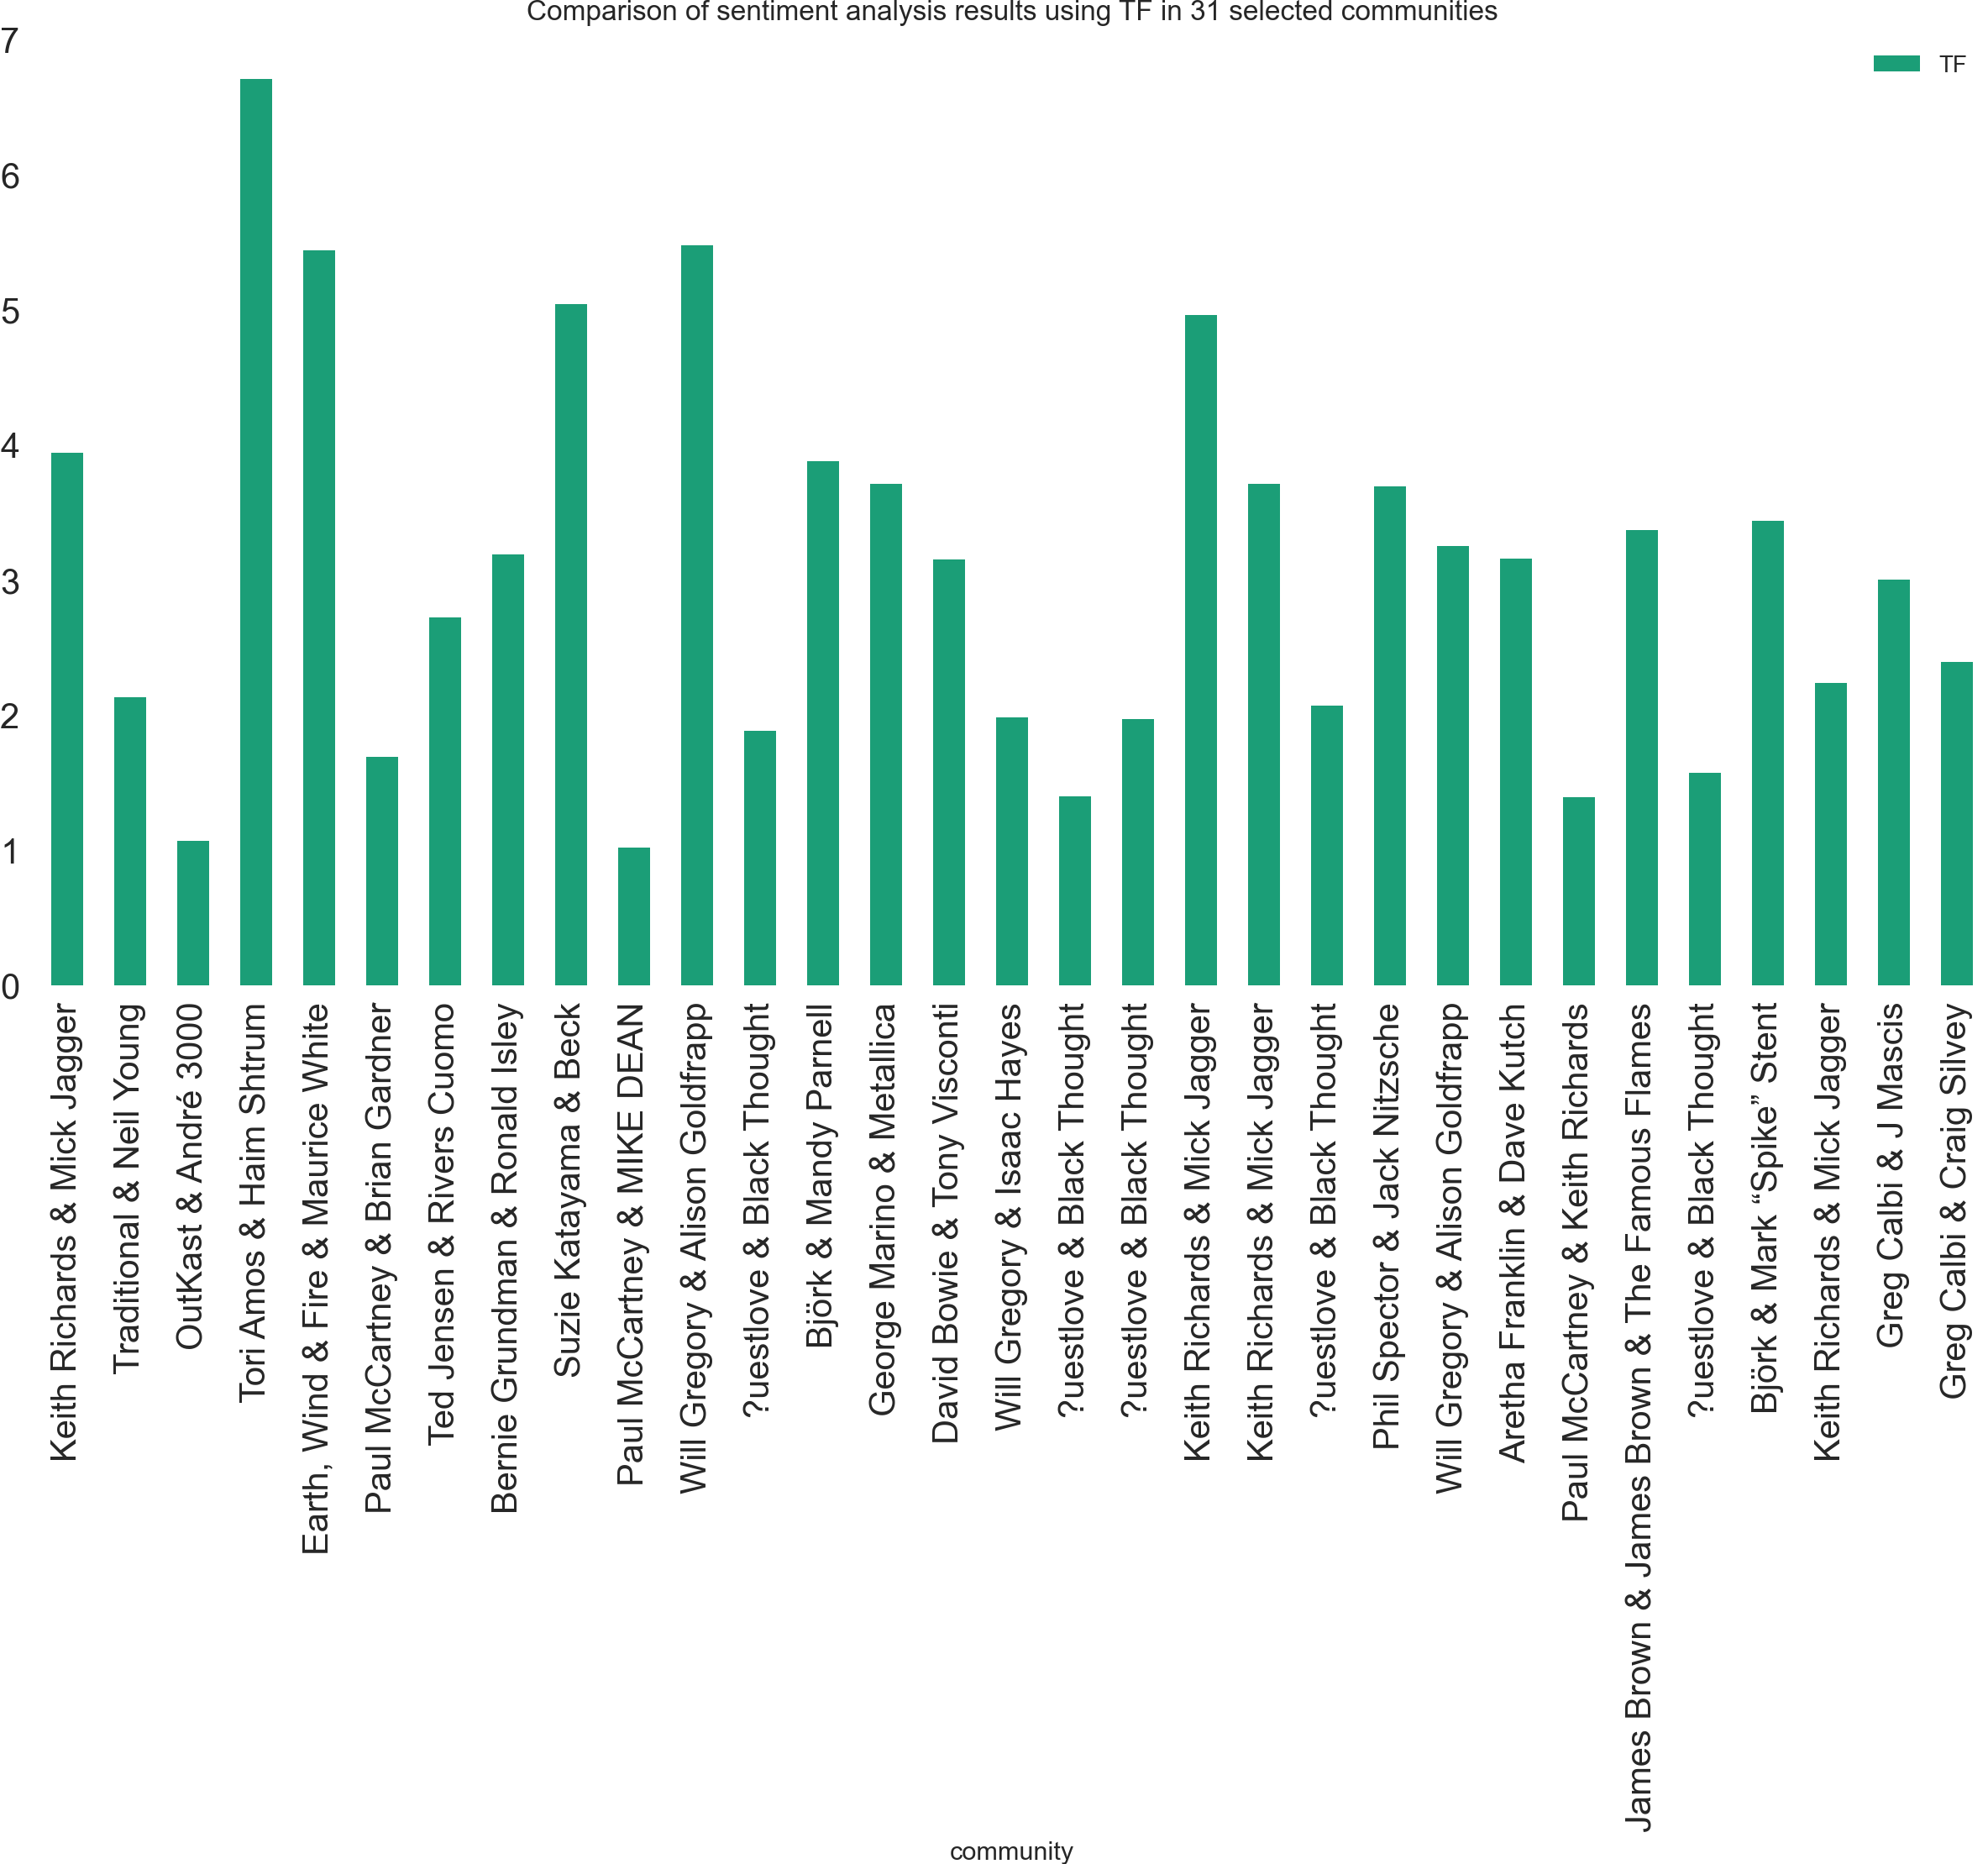 Comparison of sentiment analysis results using TF in 31 selected communities
TF
7
6
5
4
3
2
1
0
Keith Richards & Mick Jagger
Traditional & Neil Young
OutKast & André 3000
Tori Amos & Haim Shtrum
Earth, Wind & Fire & Maurice White
Paul McCartney & Brian Gardner
Ted Jensen & Rivers Cuomo
Bernie Grundman & Ronald Isley
Suzie Katayama & Beck
Paul McCartney & MIKE DEAN
Will Gregory & Alison Goldfrapp
?uestlove & Black Thought
Björk & Mandy Parnell
George Marino & Metallica
David Bowie & Tony Visconti
Will Gregory & Isaac Hayes
?uestlove & Black Thought
?uestlove & Black Thought
Keith Richards & Mick Jagger
Keith Richards & Mick Jagger
?uestlove & Black Thought
Phil Spector & Jack Nitzsche
Will Gregory & Alison Goldfrapp
Aretha Franklin & Dave Kutch
Paul McCartney & Keith Richards
James Brown & James Brown & The Famous Flames
?uestlove & Black Thought
Björk & Mark “Spike” Stent
Keith Richards & Mick Jagger
Greg Calbi & J Mascis
Greg Calbi & Craig Silvey
community